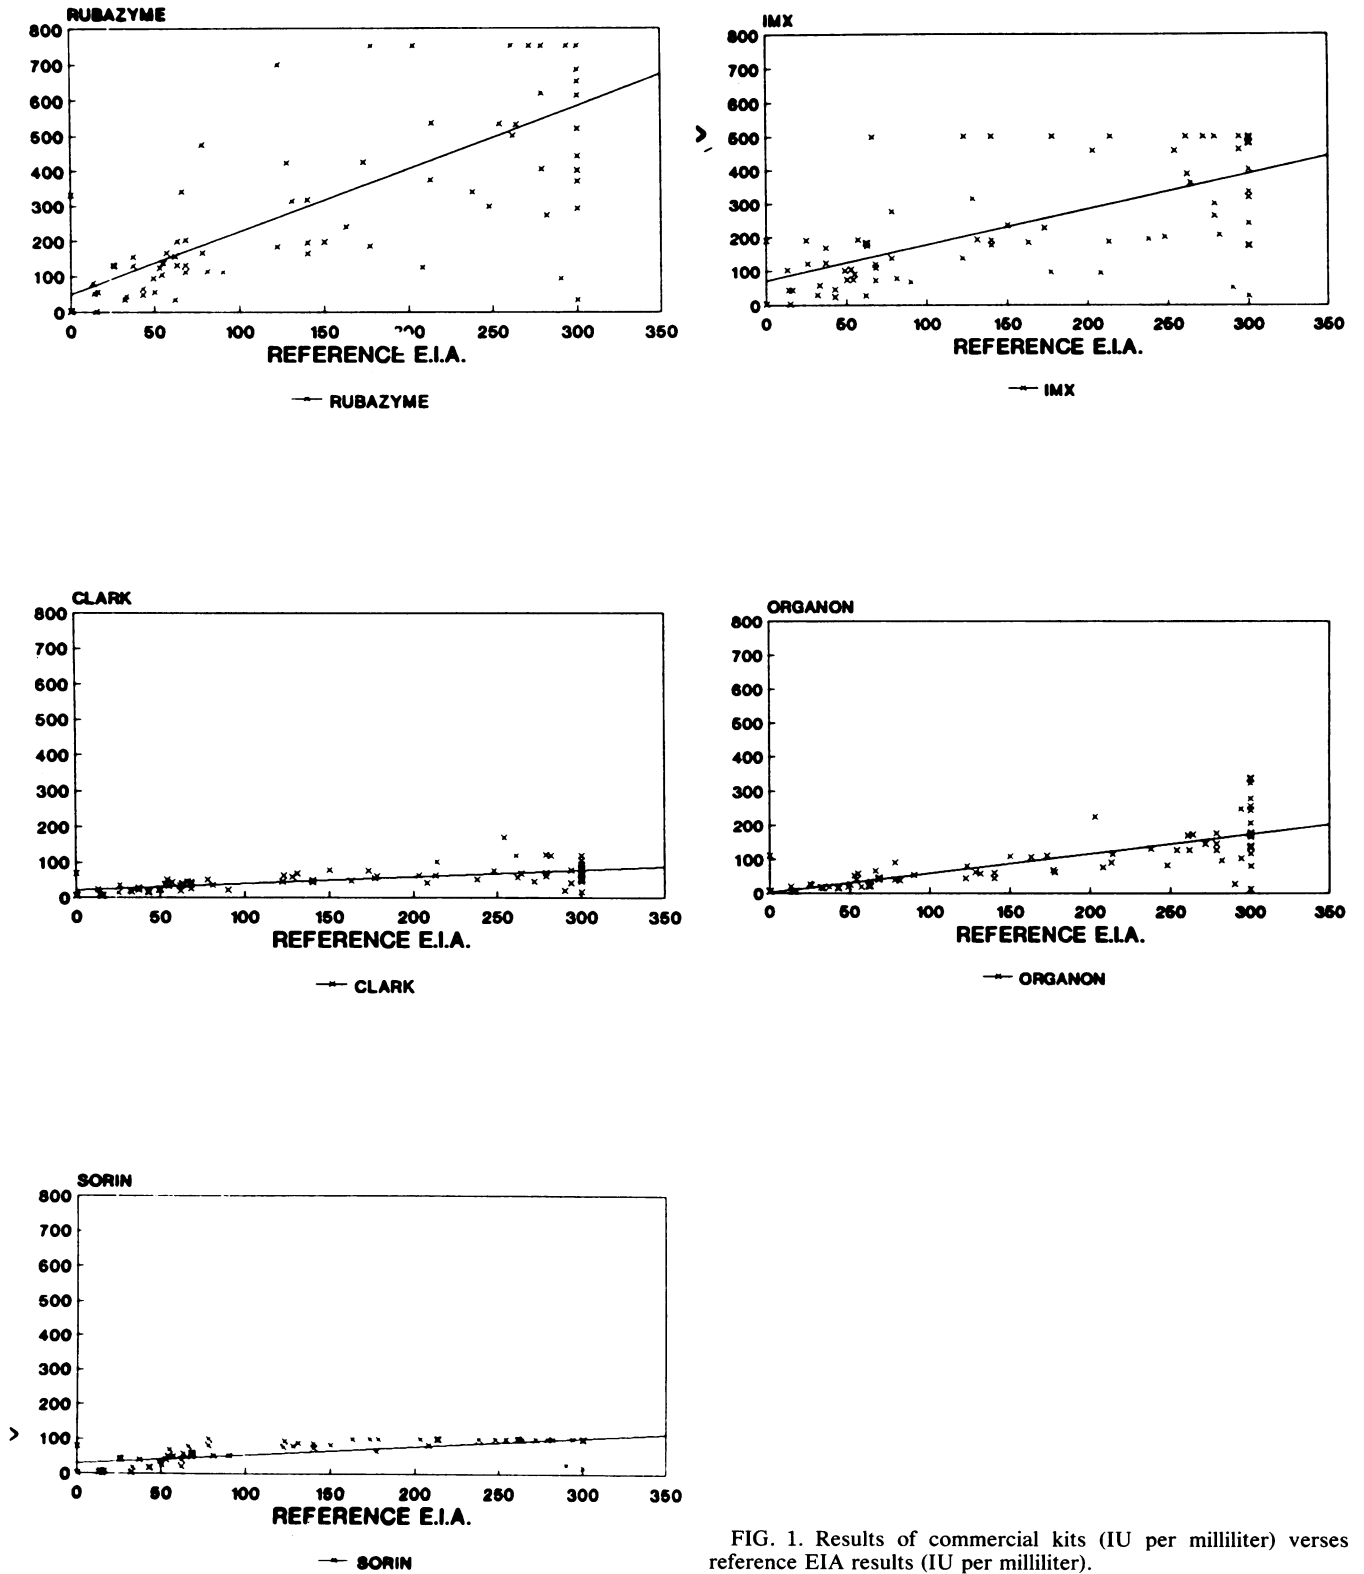 RUBAZYME
800
700
600
500
400
300
200
100
0
0 50 100 150 200 250 300 350
REFERENCE E.I.A.
RUBAZYME
IMX
800
700
600
500
400
300
200
100
0
0 50 100 150 200 250 300 350
REFERENCE E.I.A.
IMX
CLARK
800
700
600
500
400
300
200
100
0
0 50 100 150 200 250 300 350
REFERENCE E.I.A.
CLARK
ORGANON
800
700
600
500
400
300
200
100
0
0 50 100 150 200 250 300 350
REFERENCE E.I.A.
ORGANON
SORIN
800
700
600
500
400
300
200
100
0
0 50 100 150 200 250 300 350
REFERENCE E.I.A.
SORIN
FIG. 1. Results of commercial kits (IU per milliliter) verses
reference EIA results (IU per milliliter).